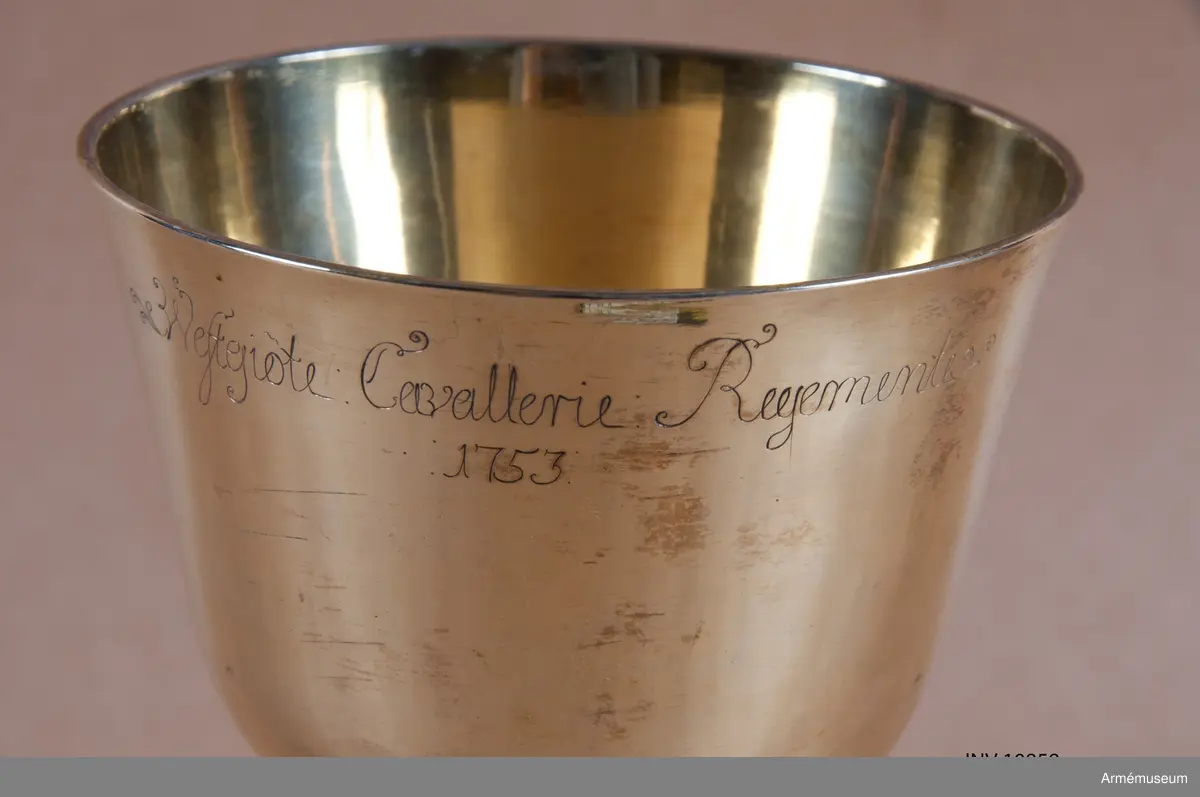 Westgiöte : Cavallerie : Regemente
1753.
Armémuseum